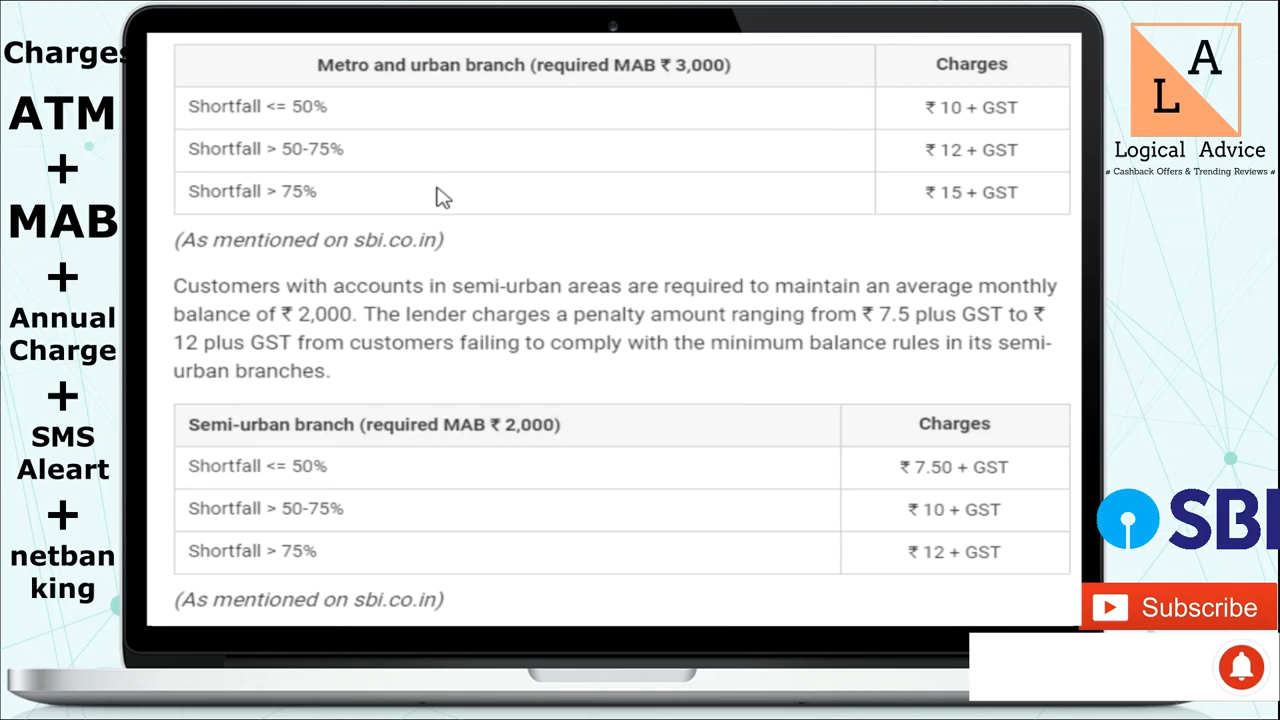 Charges
ATM
+
MAB
+
Annual
Charge
+
SMS
Aleart
+
netban
king
Metro and urban branch (required MAB ₹ 3,000) Charges
Shortfall <= 50% ₹ 10 + GST
Shortfall > 50-75% ₹ 12 + GST
Shortfall > 75% ₹ 15 + GST
(As mentioned on sbi.co.in)
Customers with accounts in semi-urban areas are required to maintain an average monthly
balance of ₹ 2,000. The lender charges a penalty amount ranging from ₹ 7.5 plus GST to ₹
12 plus GST from customers failing to comply with the minimum balance rules in its semi-
urban branches.
Semi-urban branch (required MAB ₹ 2,000) Charges
Shortfall <= 50% ₹ 7.50 + GST
Shortfall > 50-75% ₹ 10 + GST
Shortfall > 75% ₹ 12 + GST
(As mentioned on sbi.co.in)
L A
Logical Advice
# Cashback Offers & Trending Reviews #
SBI
Subscribe